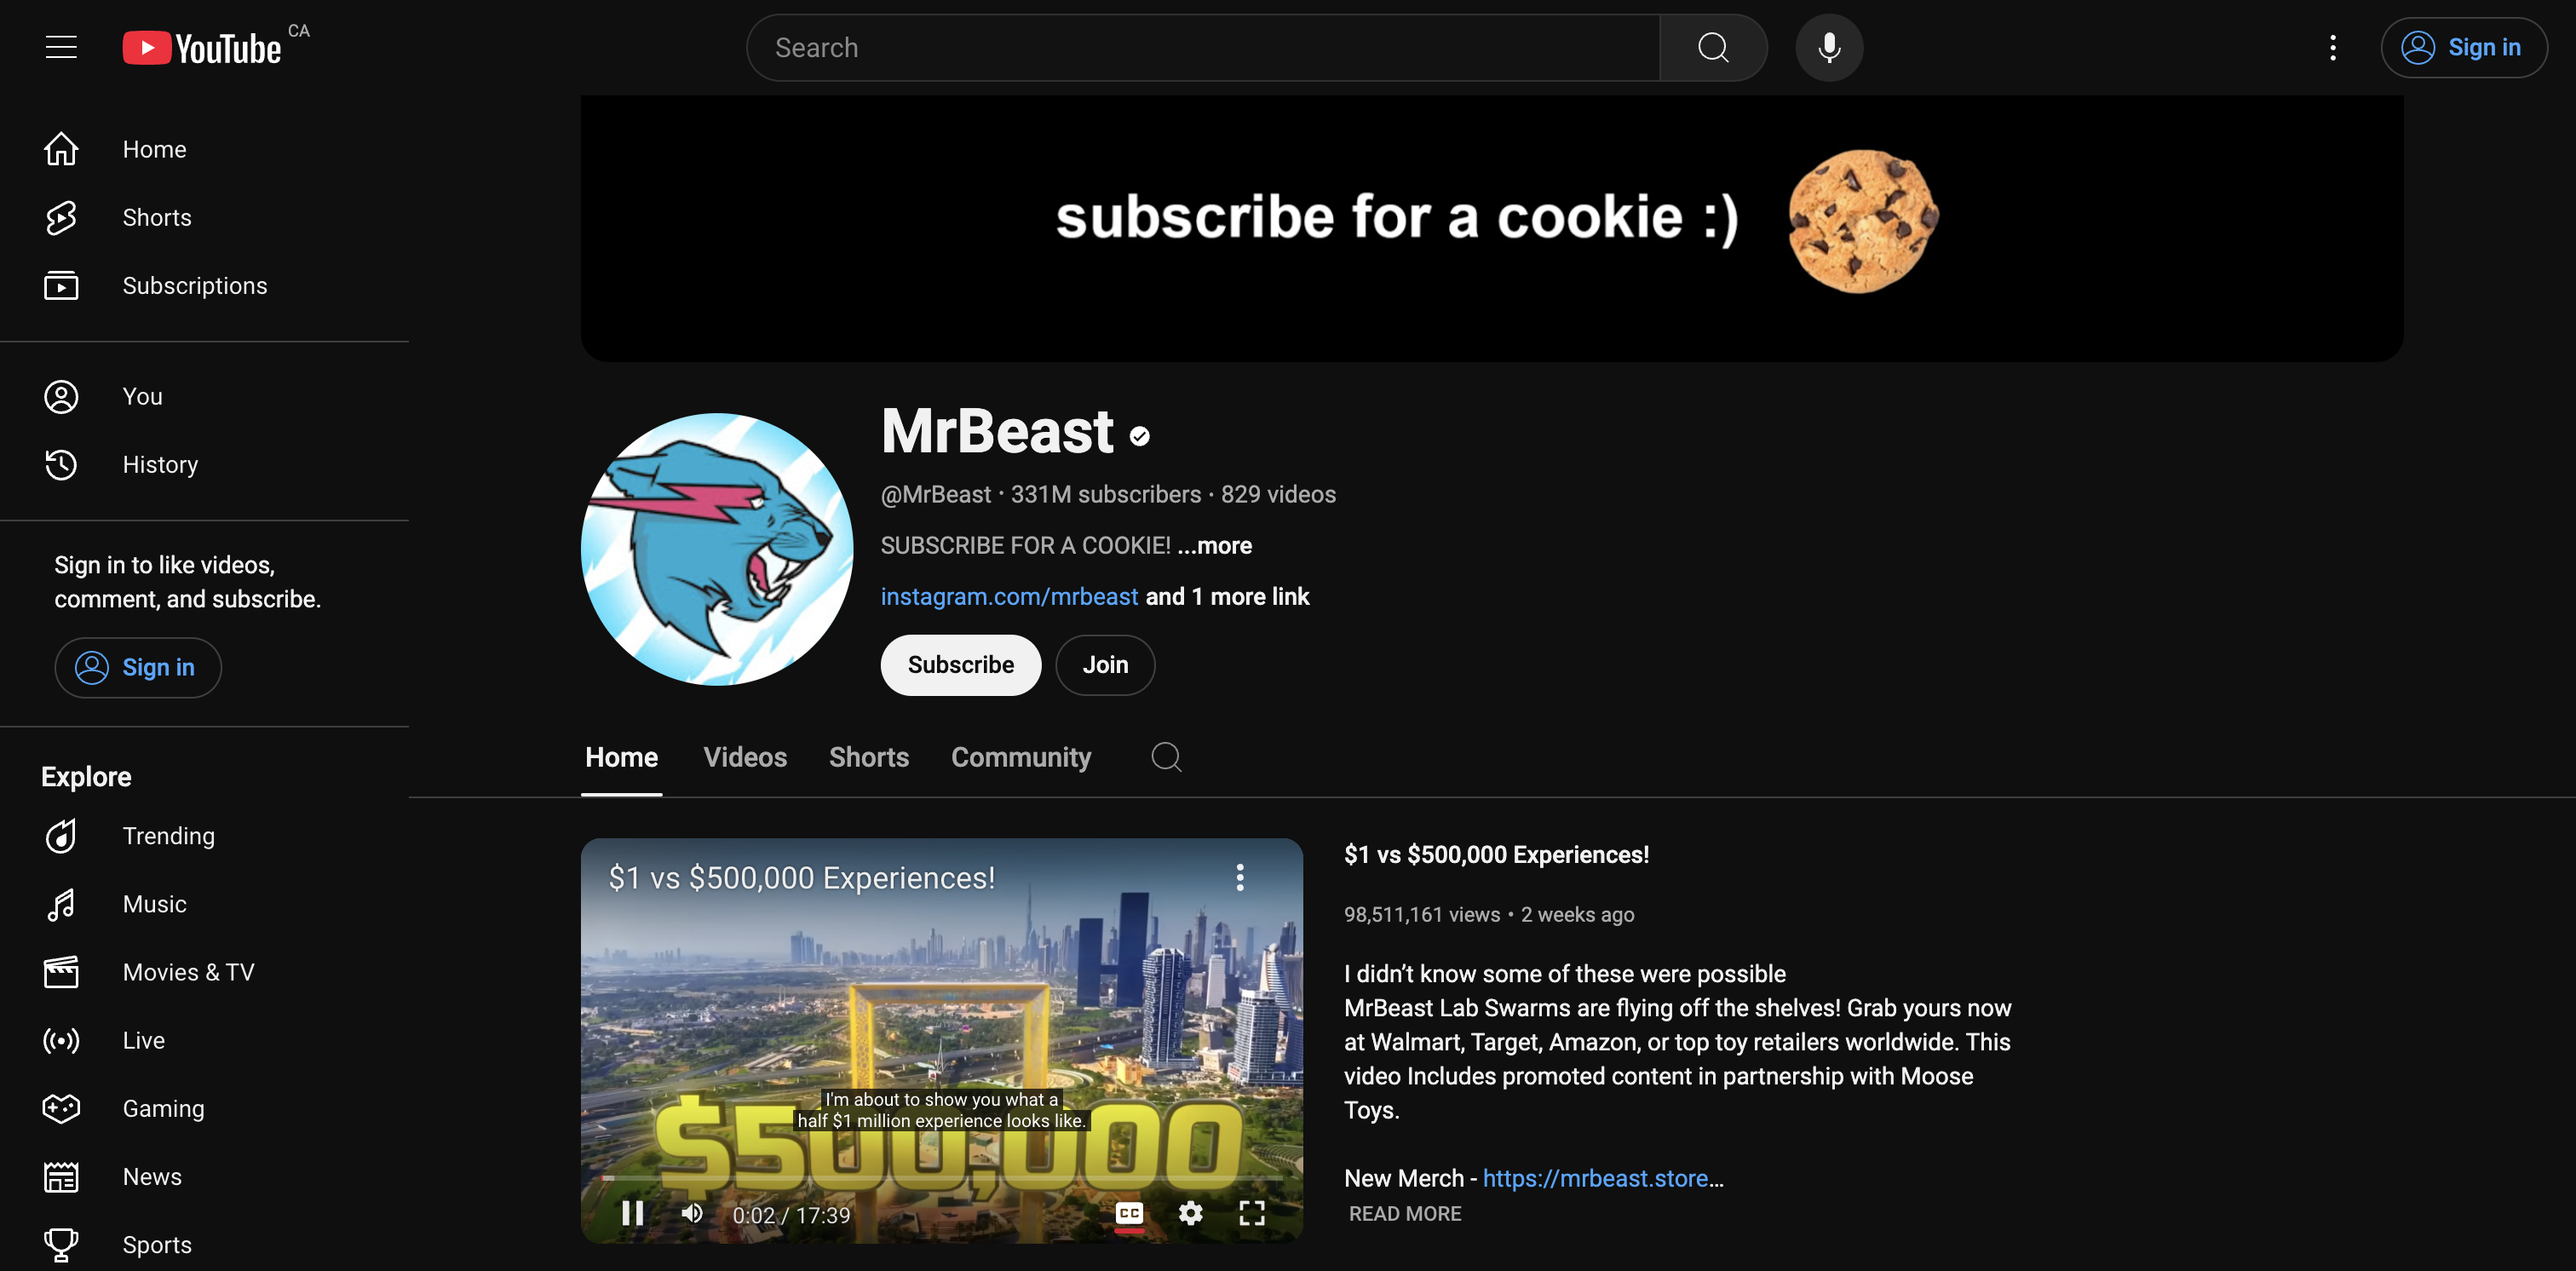 YouTube CA
Search
Sign in
Home
Shorts
Subscriptions
You
History
Sign in to like videos,
comment, and subscribe.
Sign in
Explore
Trending
Music
Movies & TV
Live
Gaming
News
Sports
subscribe for a cookie :)
MrBeast
@MrBeast · 331M subscribers · 829 videos
SUBSCRIBE FOR A COOKIE! ...more
instagram.com/mrbeast and 1 more link
Subscribe
Join
Home
Videos
Shorts
Community
$1 vs $500,000 Experiences!
I'm about to show you what a
half $1 million experience looks like.
$500,000
0:02 / 17:39
CC
$1 vs $500,000 Experiences!
98,511,161 views • 2 weeks ago
I didn’t know some of these were possible
MrBeast Lab Swarms are flying off the shelves! Grab yours now
at Walmart, Target, Amazon, or top toy retailers worldwide. This
video Includes promoted content in partnership with Moose
Toys.
New Merch - https://mrbeast.store...
READ MORE